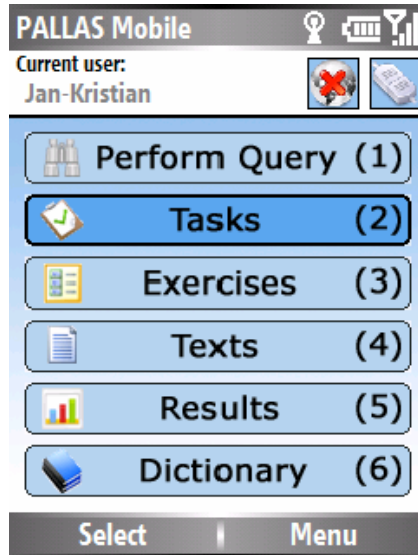 PALLAS Mobile
Current user:
Jan-Kristian
Perform Query (1)
Tasks (2)
Exercises (3)
Texts (4)
Results (5)
Dictionary (6)
Select Menu